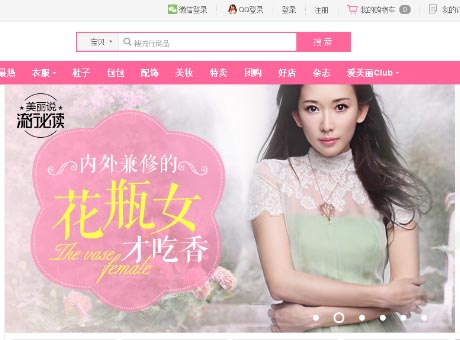 微信登录 QQ登录 登录 注册 我的购物车 0
宝贝 搜流行商品 搜 索
最热 衣服 鞋子 包包 配饰 美妆 特卖 团购 好店 杂志 爱美丽Club
美丽说
流行必读
内外兼修的
花瓶女
才吃香
The vase
female